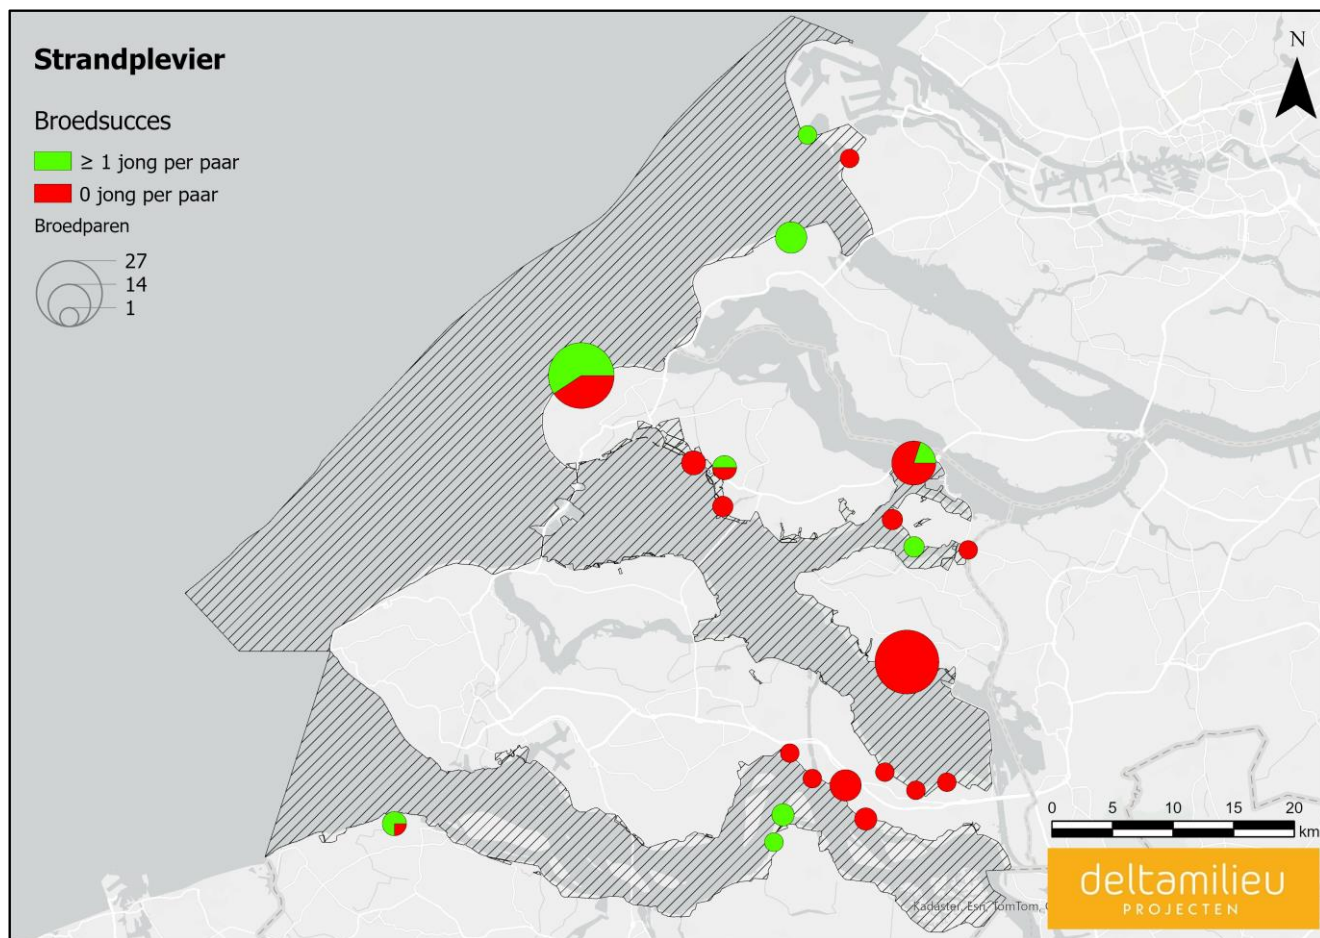 Strandplevier
Broedsucces
≥ 1 jong per paar
0 jong per paar
Broedparen
27
14
1
N
0 5 10 15 20
km
deltamilieu
PROJECTEN
Kadaster, Esri, TomTom,